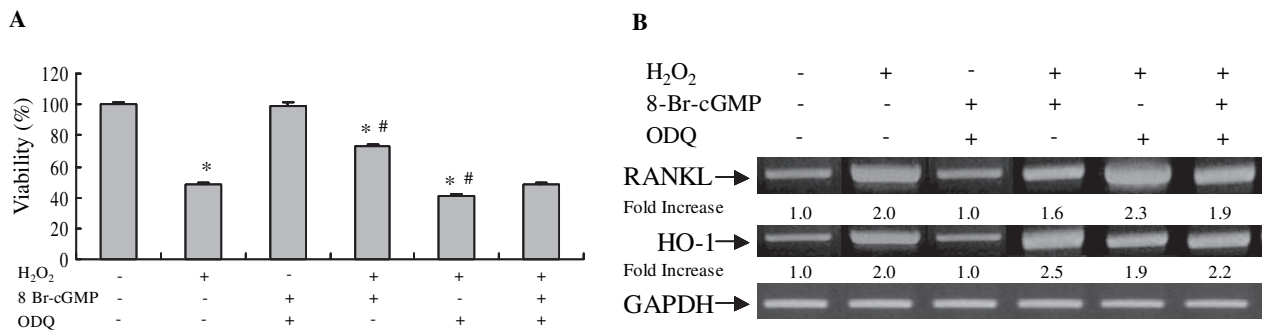 A
Viability (%)
120
100
80
60
40
20
0
*
* #
* #
H₂O₂ - + - + + +
8 Br-cGMP - - + + - +
ODQ - - + - + +
B
H₂O₂ - + - + + +
8-Br-cGMP - - + + - +
ODQ - - + - + +
RANKL
Fold Increase 1.0 2.0 1.0 1.6 2.3 1.9
HO-1
Fold Increase 1.0 2.0 1.0 2.5 1.9 2.2
GAPDH